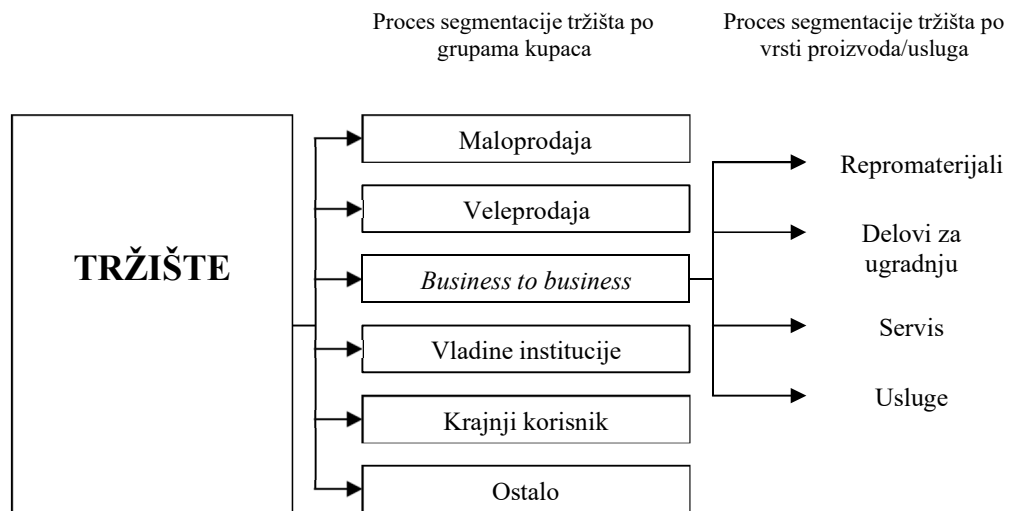 Proces segmentacije tržišta po
grupama kupaca
Proces segmentacije tržišta po
vrsti proizvoda/usluga
TRŽIŠTE
Maloprodaja
Veleprodaja
Business to business
Vladine institucije
Krajnji korisnik
Ostalo
Repromaterijali
Delovi za
ugradnju
Servis
Usluge